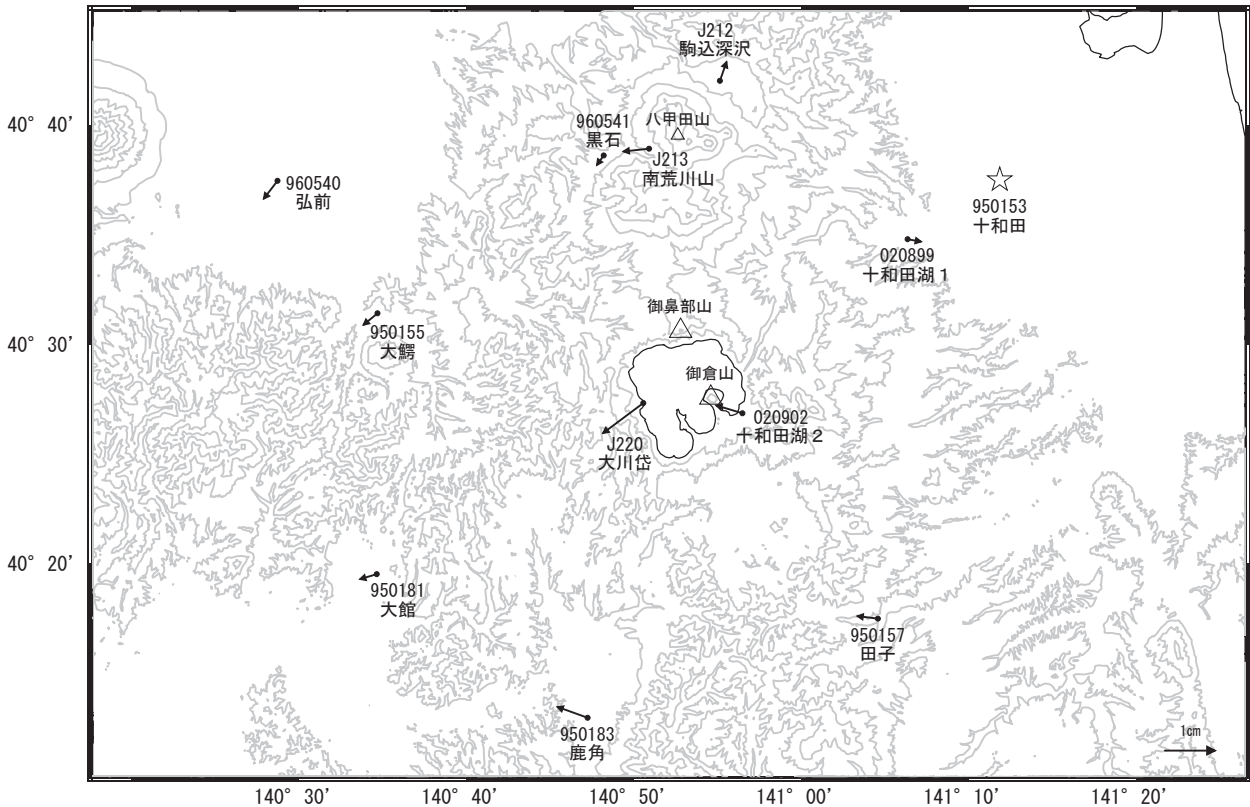 J212
駒込深沢
40° 40′
八甲田山
960541
黒石
J213
南荒川山
960540
弘前
950153
十和田
020899
十和田湖１
御鼻部山
950155
大鰐
40° 30′
御倉山
020902
十和田湖２
J220
大川岱
40° 20′
950181
大館
950157
田子
950183
鹿角
1cm
140° 30′
140° 40′
140° 50′
141° 00′
141° 10′
141° 20′